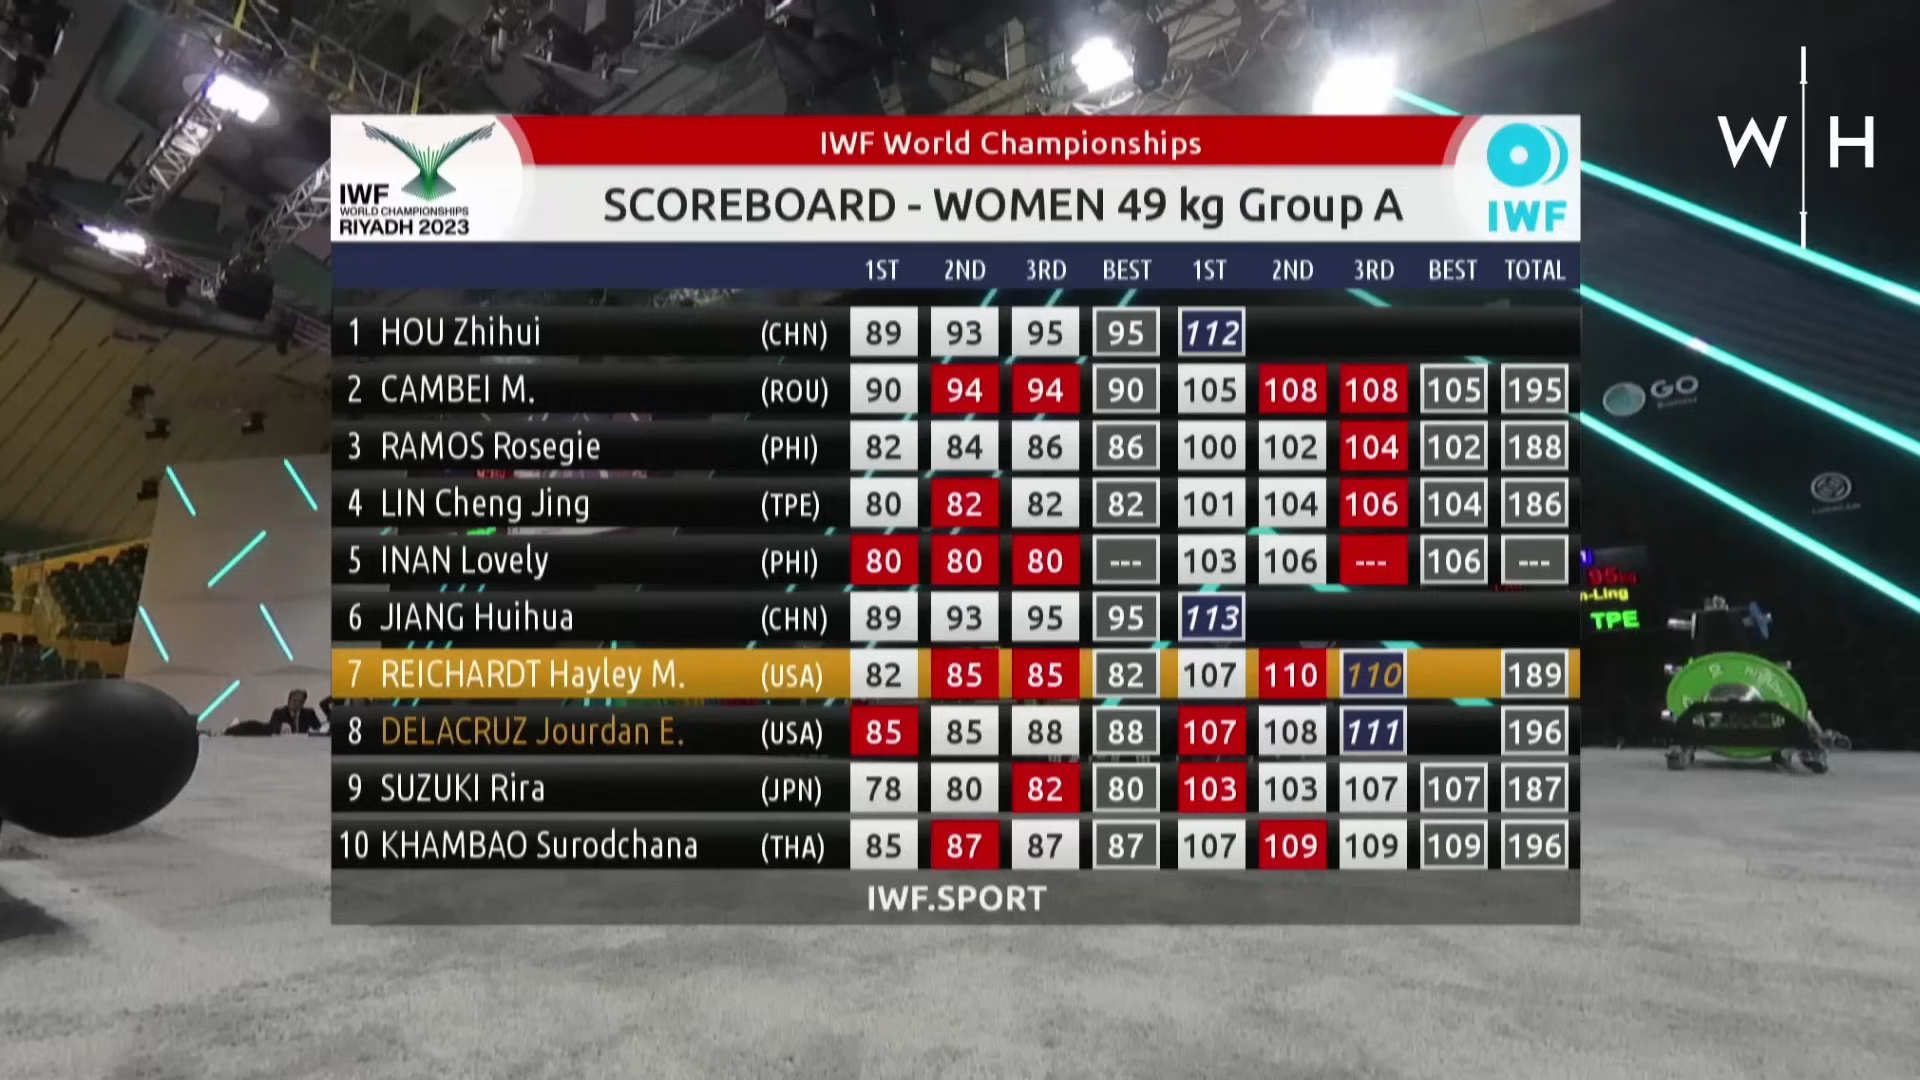 IWF World Championships
SCOREBOARD - WOMEN 49 kg Group A
IWF
WORLD CHAMPIONSHIPS
RIYADH 2023
IWF
W H
1ST 2ND 3RD BEST 1ST 2ND 3RD BEST TOTAL
1 HOU Zhihui (CHN) 89 93 95 95 112
2 CAMBEI M. (ROU) 90 94 94 90 105 108 108 105 195
3 RAMOS Rosegie (PHI) 82 84 86 86 100 102 104 102 188
4 LIN Cheng Jing (TPE) 80 82 82 82 101 104 106 104 186
5 INAN Lovely (PHI) 80 80 80 --- 103 106 --- 106 ---
6 JIANG Huihua (CHN) 89 93 95 95 113
7 REICHARDT Hayley M. (USA) 82 85 85 82 107 110 110 189
8 DELACRUZ Jourdan E. (USA) 85 85 88 88 107 108 111 196
9 SUZUKI Rira (JPN) 78 80 82 80 103 103 107 107 187
10 KHAMBAO Surodchana (THA) 85 87 87 87 107 109 109 109 196
IWF.SPORT
GO
95kg
n-Ling
TPE